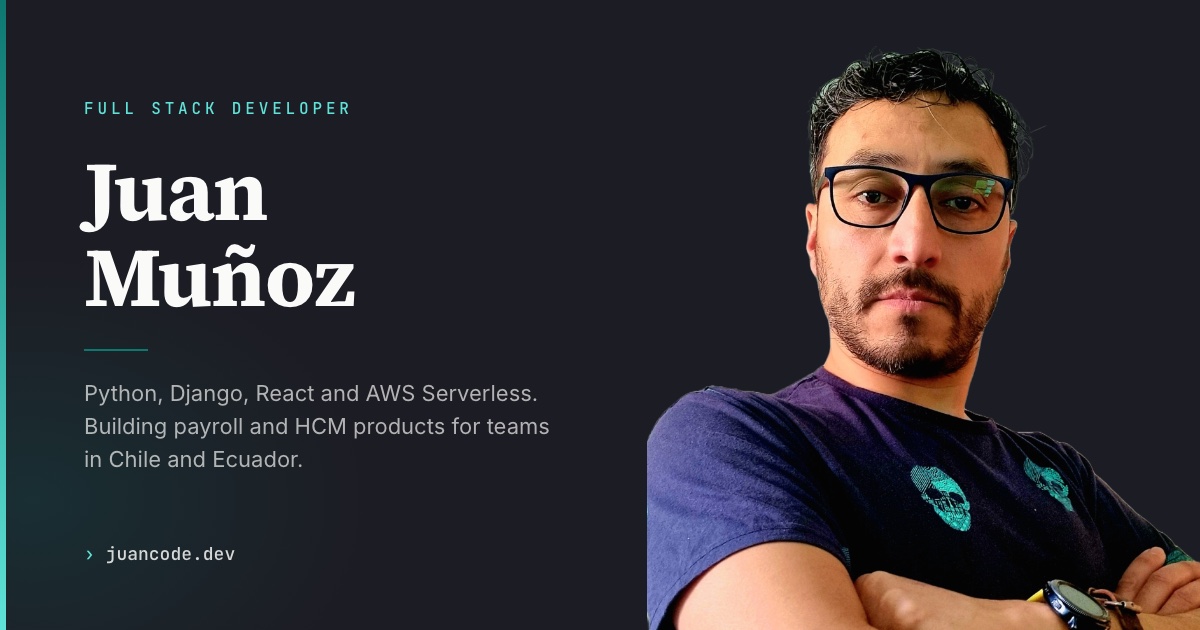 FULL STACK DEVELOPER
Juan
Muñoz
Python, Django, React and AWS Serverless.
Building payroll and HCM products for teams
in Chile and Ecuador.
› juancode.dev